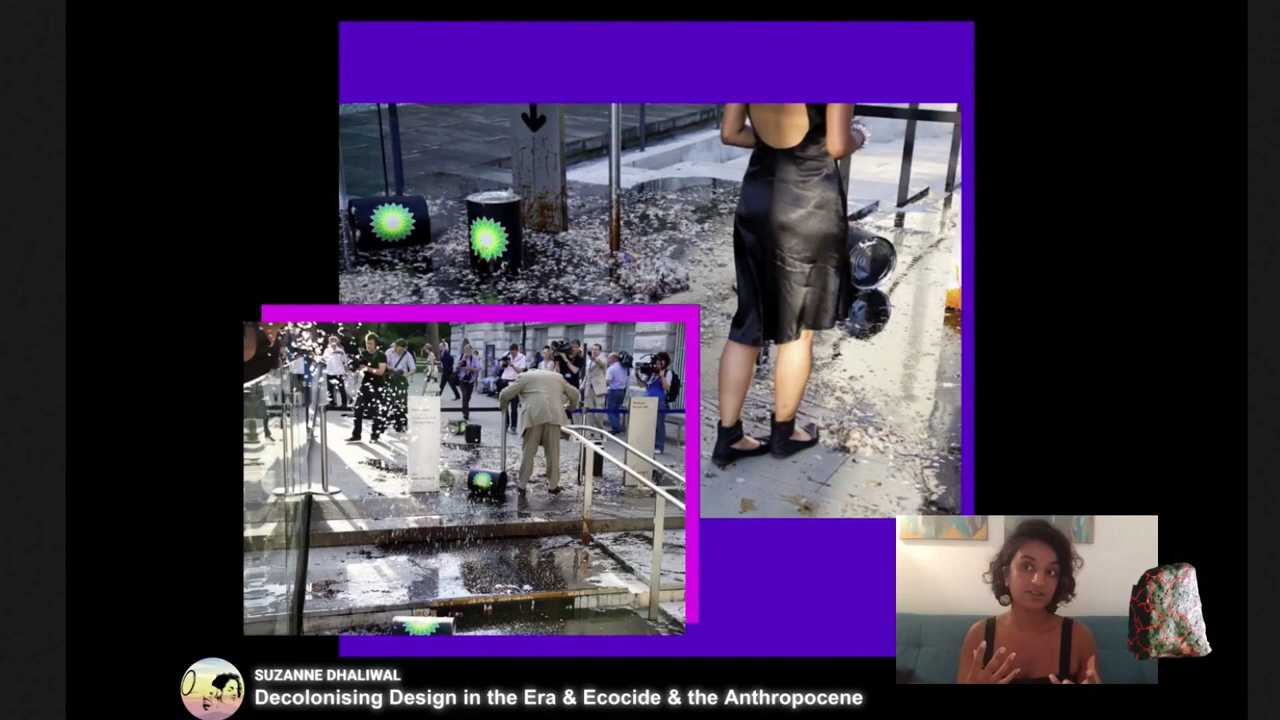 SUZANNE DHALIWAL
Decolonising Design in the Era & Ecocide & the Anthropocene